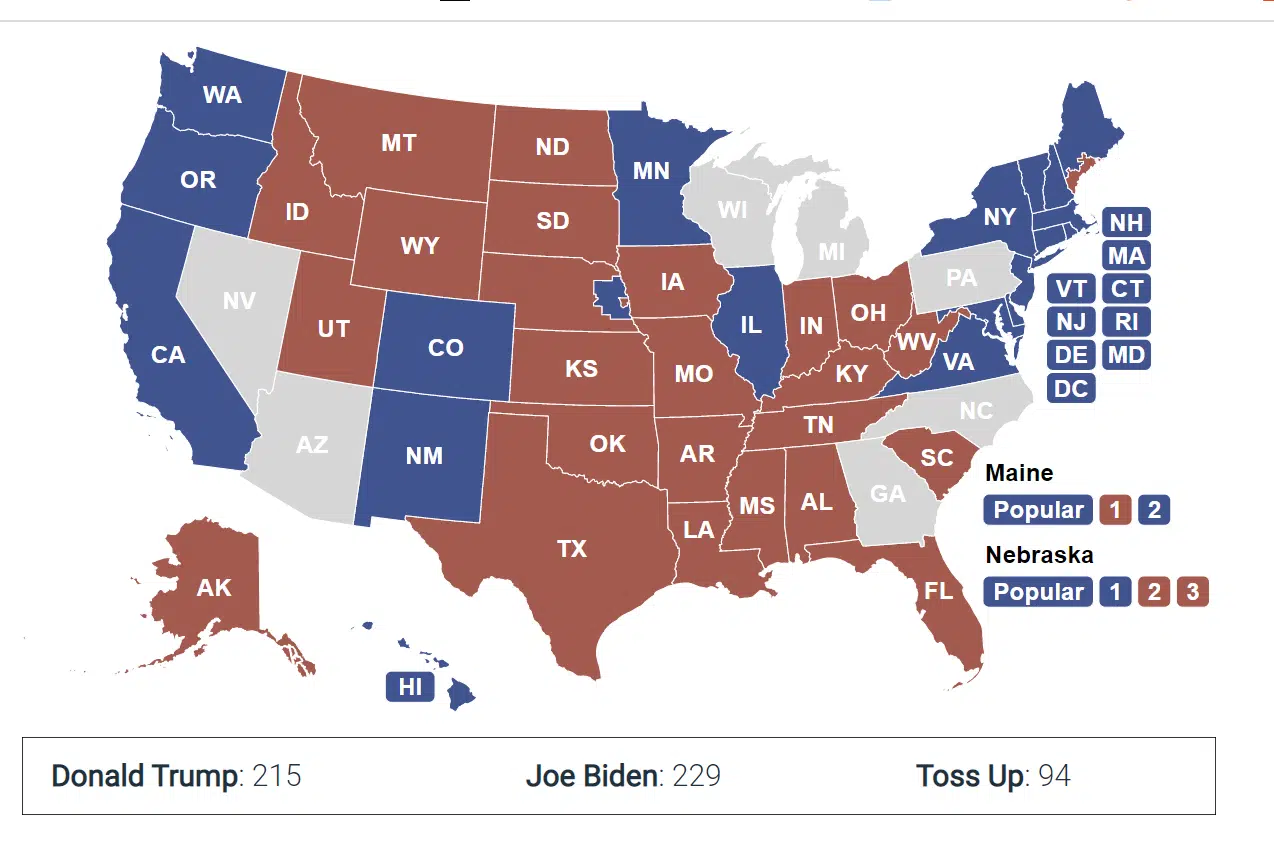 WA
MT
ND
MN
OR
ID
SD
WI
NY
NH
WY
MI
MA
IA
PA
VT CT
NV
UT
CO
IL
IN
OH
NJ RI
CA
KS
MO
KY
WV
VA
DE MD
DC
AZ
NM
OK
AR
TN
NC
SC
Maine
Popular 1 2
TX
LA
MS
AL
GA
Nebraska
Popular 1 2 3
AK
FL
HI
Donald Trump: 215 Joe Biden: 229 Toss Up: 94